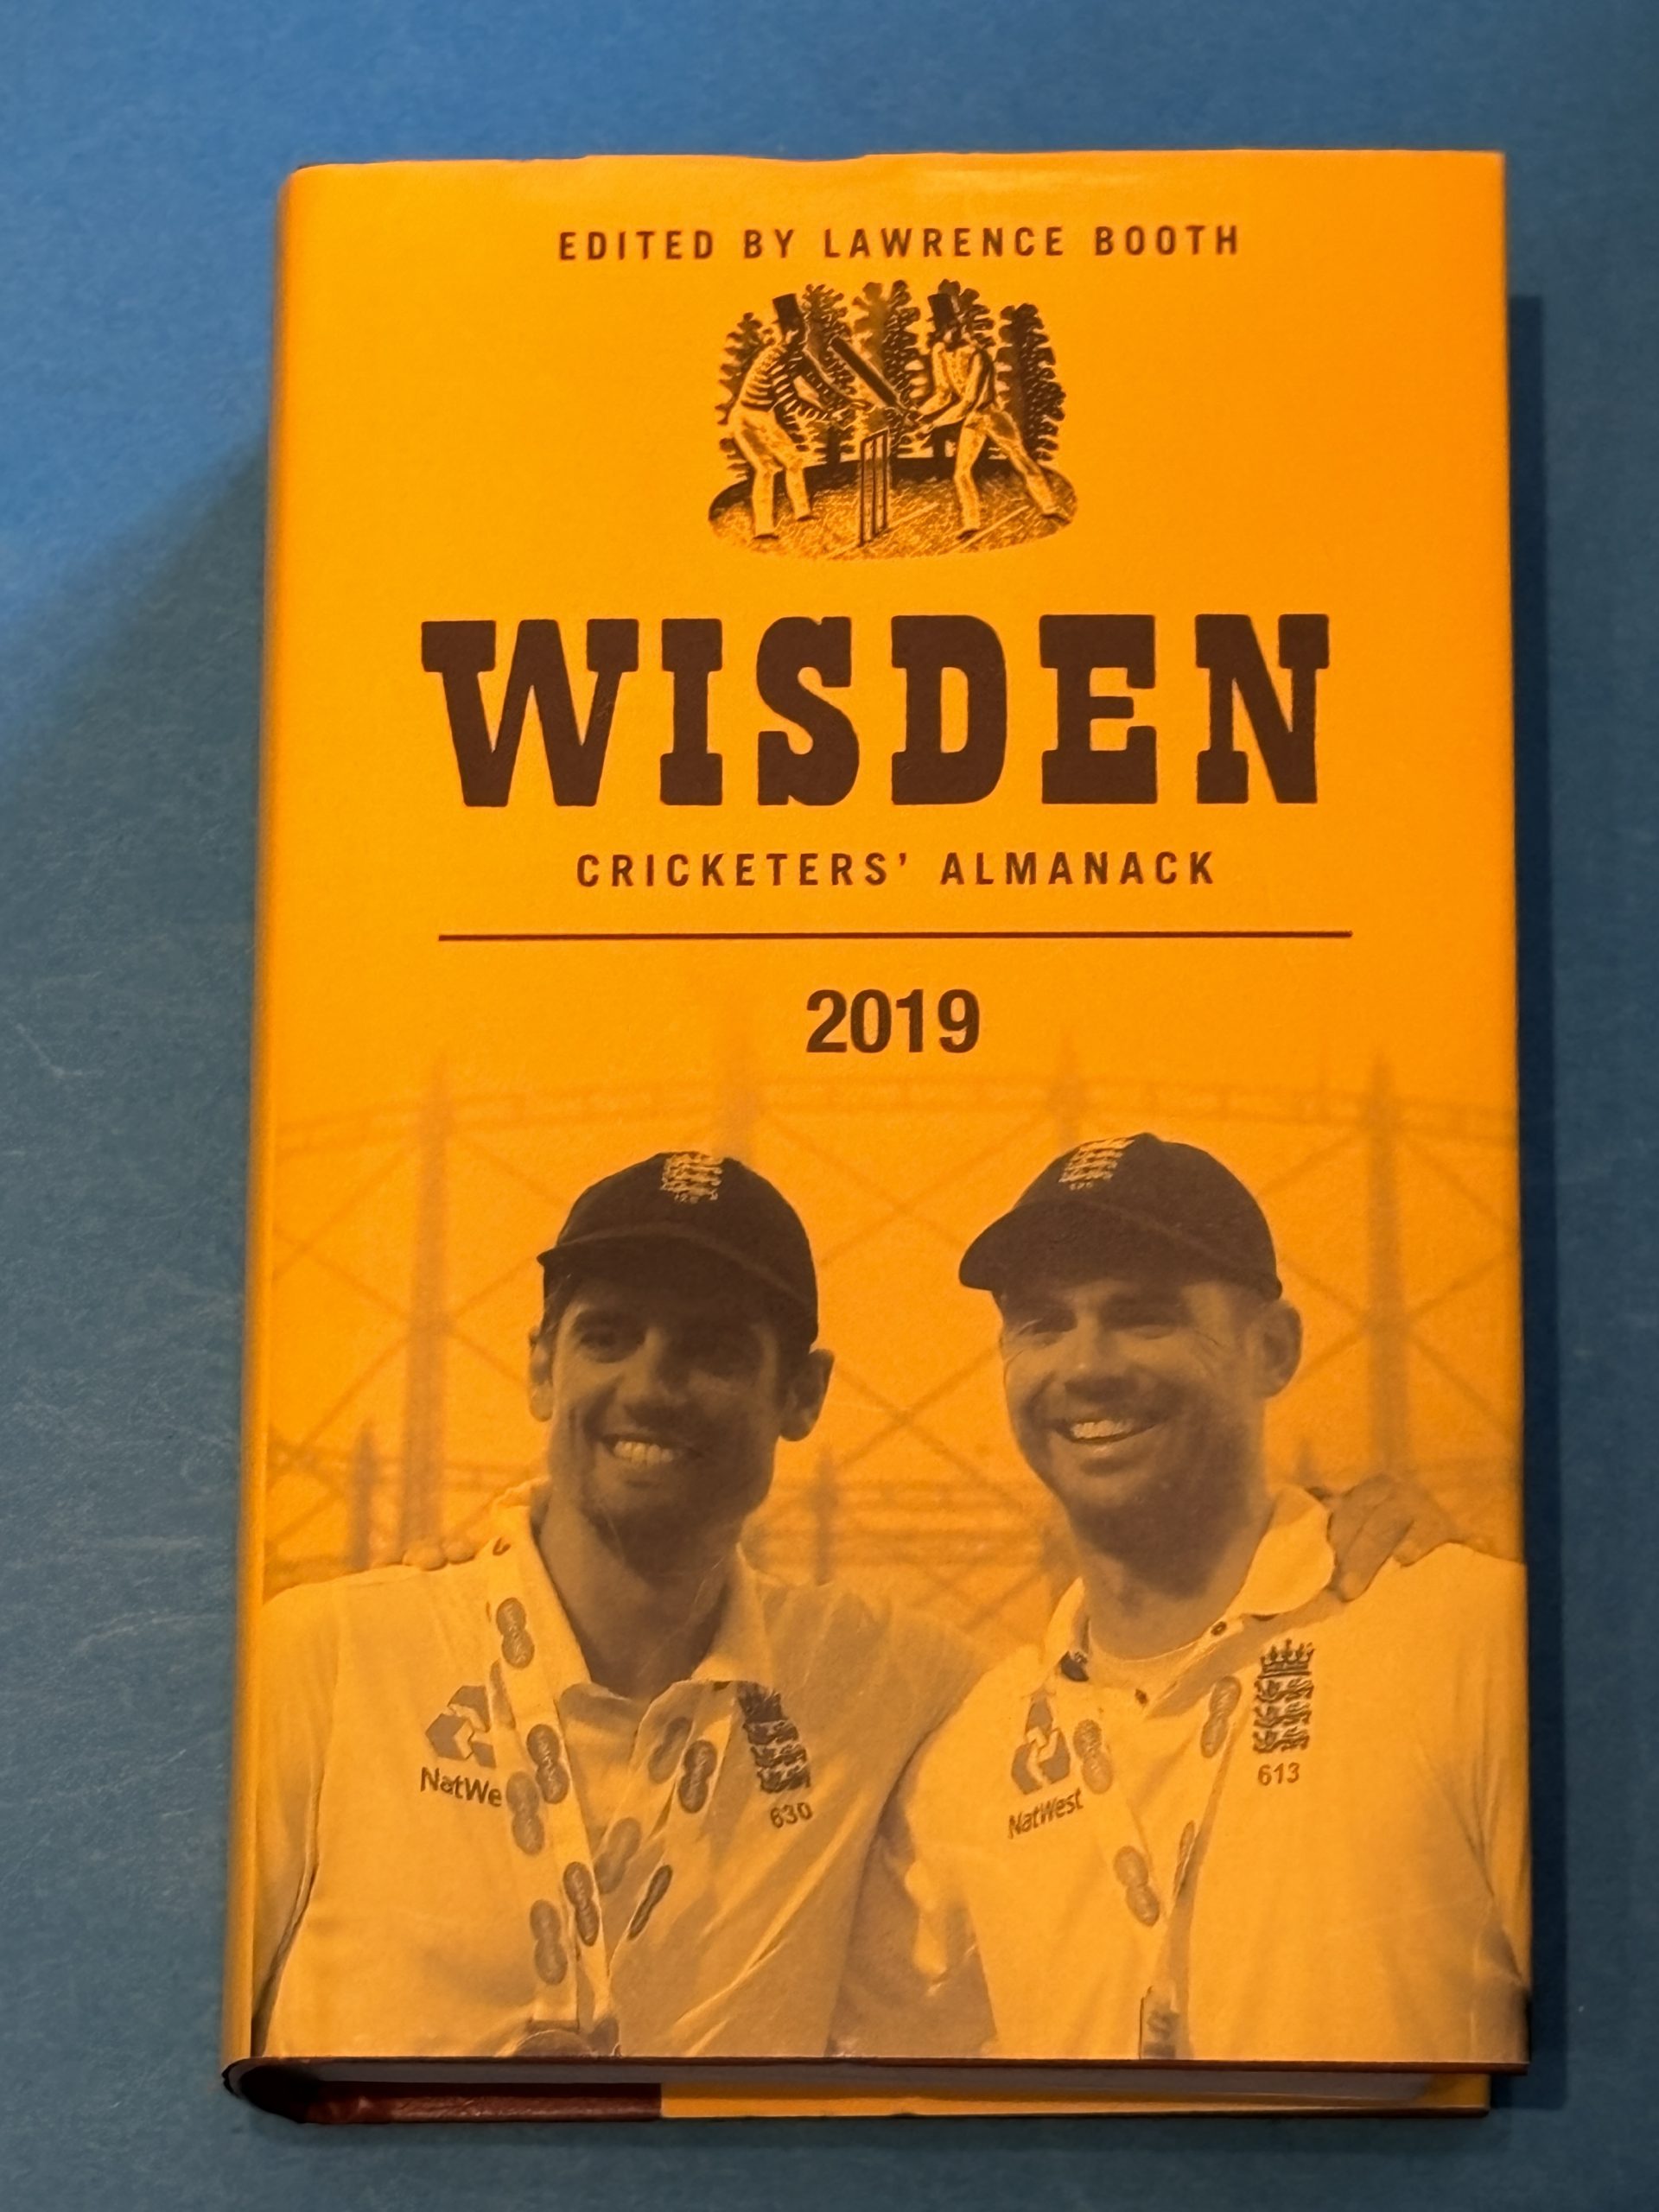 EDITED BY LAWRENCE BOOTH
WISDEN
CRICKETERS' ALMANACK
2019
NatWe
630
NatWest
613